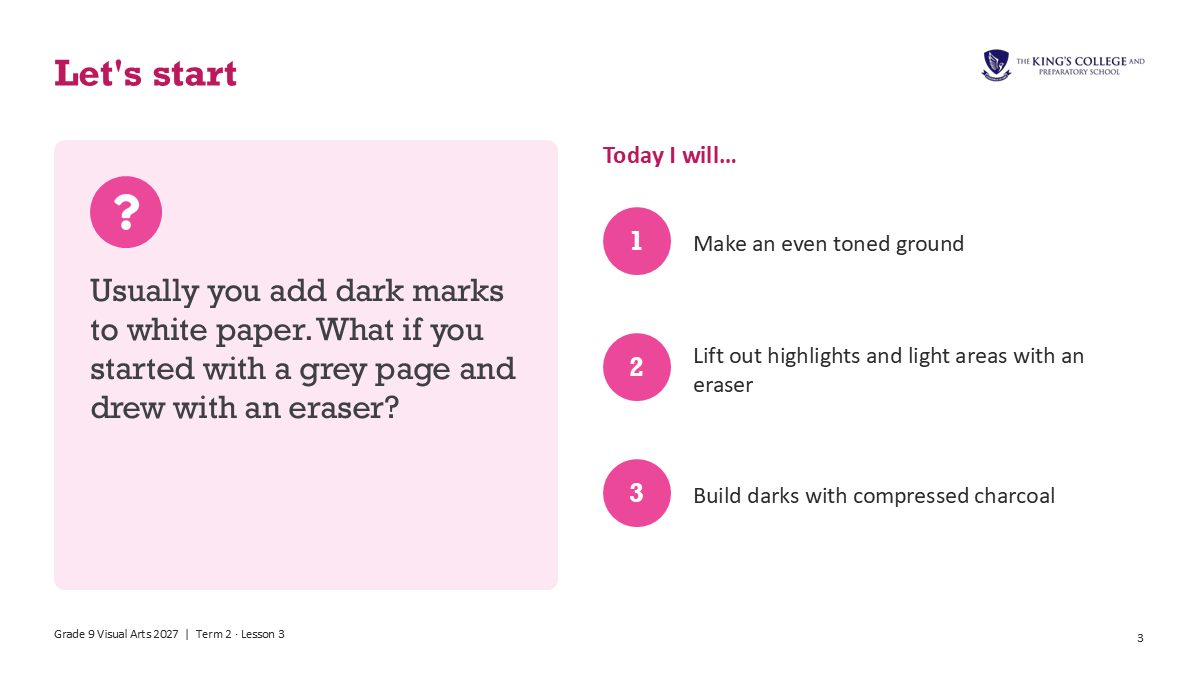 Let's start
THE KING'S COLLEGE AND
PREPARATORY SCHOOL
?
Usually you add dark marks
to white paper. What if you
started with a grey page and
drew with an eraser?
Today I will...
1
Make an even toned ground
2
Lift out highlights and light areas with an
eraser
3
Build darks with compressed charcoal
Grade 9 Visual Arts 2027 | Term 2 · Lesson 3
3